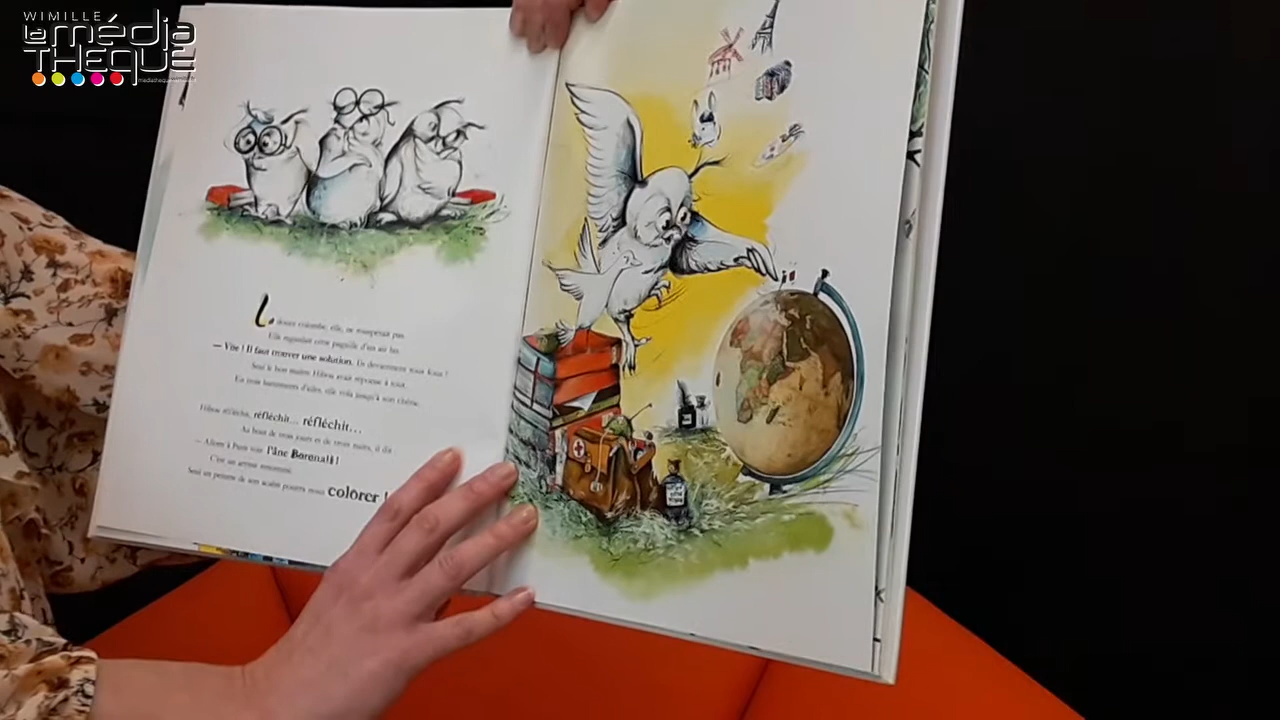 WIMILLE
la média
THEQUE
La douce colombe, elle, ne rouspétait pas.
Elle regardait cette pagaille d'un air las.
— Vite ! Il faut trouver une solution. Ils deviennent tous fous !
Seul le bon maître Hibou avait réponse à tout.
En trois battements d'ailes, elle vola jusqu'à son chêne.
Hibou réfléchit, réfléchit... réfléchit...
Au bout de trois jours et de trois nuits, il dit
— Allons à Paris voir l'âne Boronali !
C'est un artiste renommé.
Seul un peintre de son acabit pourra nous colorer !